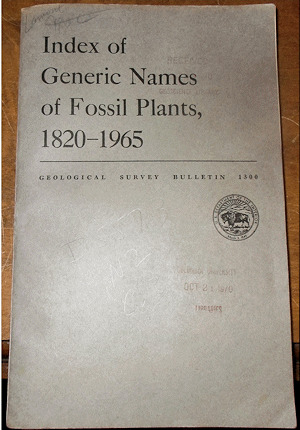 Index of
Generic Names
of Fossil Plants,
1820–1965
GEOLOGICAL SURVEY BULLETIN 1300